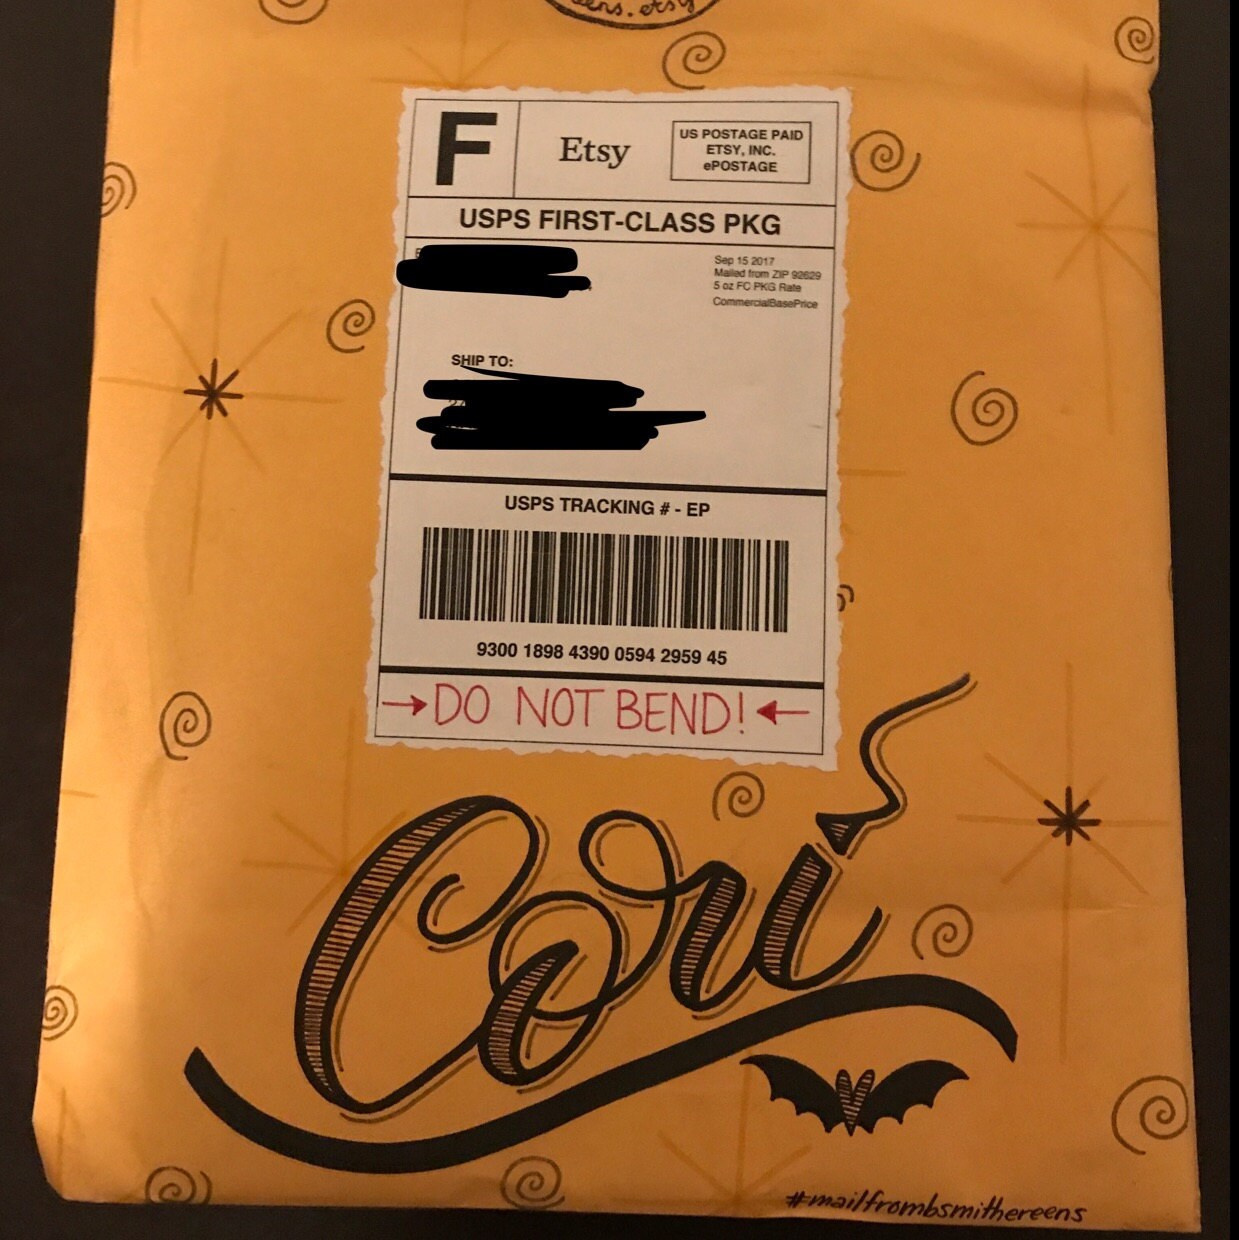 F
Etsy
US POSTAGE PAID
ETSY, INC.
ePOSTAGE
USPS FIRST-CLASS PKG
Sep 15 2017
Mailed from ZIP 92629
5 oz FC PKG Rate
CommercialBasePrice
SHIP TO:
USPS TRACKING # - EP
9300 1898 4390 0594 2959 45
→DO NOT BEND!←
Cori
#mailfrombsmithereens